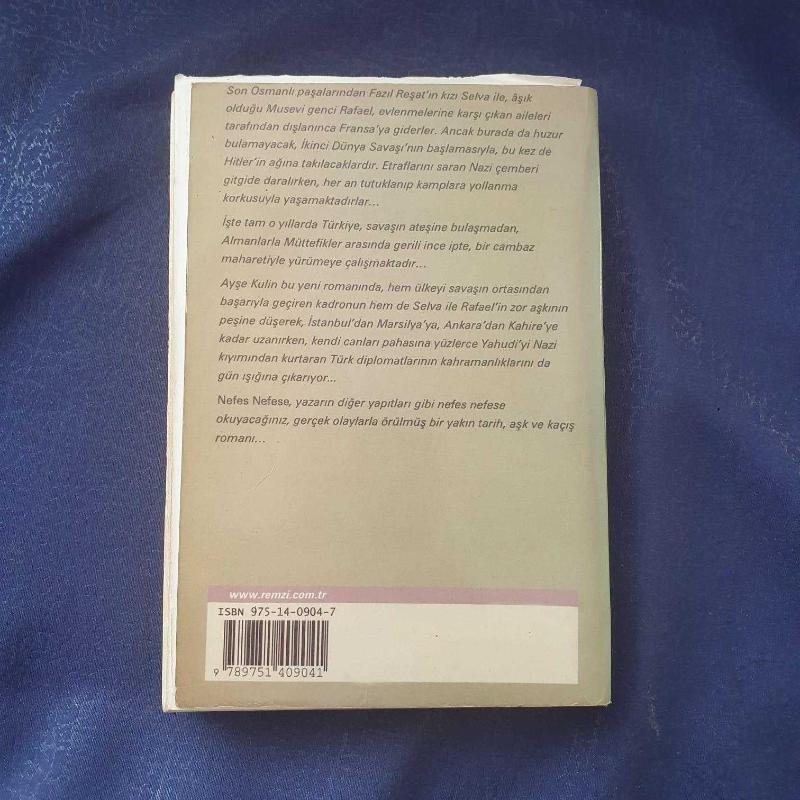 Son Osmanlı paşalarından Fazıl Reşat'ın kızı Selva ile, âşık
olduğu Musevi genci Rafael, evlenmelerine karşı çıkan aileleri
tarafından dışlanınca Fransa'ya giderler. Ancak burada da huzur
bulamayacak, İkinci Dünya Savaşı'nın başlamasıyla, bu kez de
Hitler'in ağına takılacaklardır. Etraflarını saran Nazi çemberi
gitgide daralırken, her an tutuklanıp kamplara yollanma
korkusuyla yaşamaktadırlar...
İşte tam o yıllarda Türkiye, savaşın ateşine bulaşmadan,
Almanlarla Müttefikler arasında gerili ince ipte, bir cambaz
maharetiyle yürümeye çalışmaktadır...
Ayşe Kulin bu yeni romanında, hem ülkeyi savaşın ortasından
başarıyla geçiren kadronun hem de Selva ile Rafael'in zor aşkının
peşine düşerek, İstanbul'dan Marsilya'ya, Ankara'dan Kahire'ye
kadar uzanırken, kendi canları pahasına yüzlerce Yahudi'yi Nazi
kıyımından kurtaran Türk diplomatlarının kahramanlıklarını da
gün ışığına çıkarıyor...
Nefes Nefese, yazarın diğer yapıtları gibi nefes nefese
okuyacağınız, gerçek olaylarla örülmüş bir yakın tarih, aşk ve kaçış
romanı...
www.remzi.com.tr
ISBN 975-14-0904-7
9 789751 409041